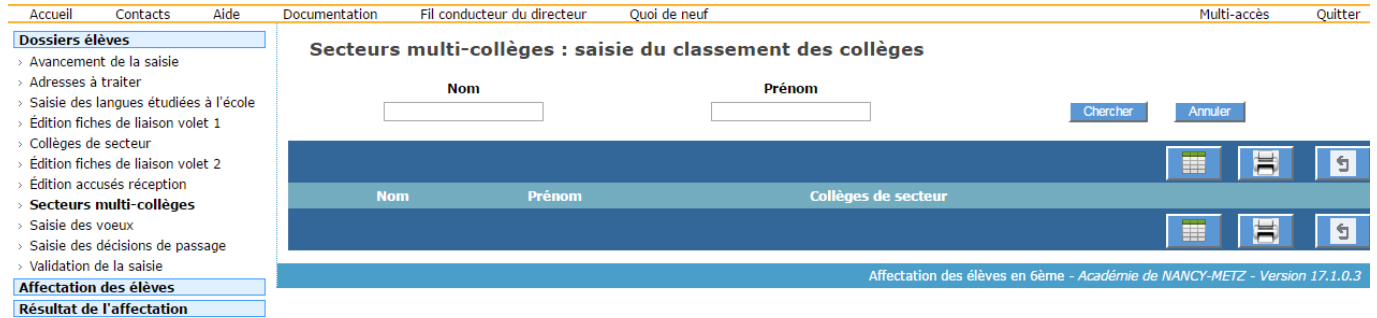 Accueil Contacts Aide Documentation Fil conducteur du directeur Quoi de neuf Multi-accès Quitter
Dossiers élèves
› Avancement de la saisie
› Adresses à traiter
› Saisie des langues étudiées à l'école
› Édition fiches de liaison volet 1
› Collèges de secteur
› Édition fiches de liaison volet 2
› Édition accusés réception
› Secteurs multi-collèges
› Saisie des voeux
› Saisie des décisions de passage
› Validation de la saisie
Affectation des élèves
Résultat de l'affectation
Secteurs multi-collèges : saisie du classement des collèges
Nom Prénom
Chercher Annuler
Nom Prénom Collèges de secteur
Affectation des élèves en 6ème - Académie de NANCY-METZ - Version 17.1.0.3